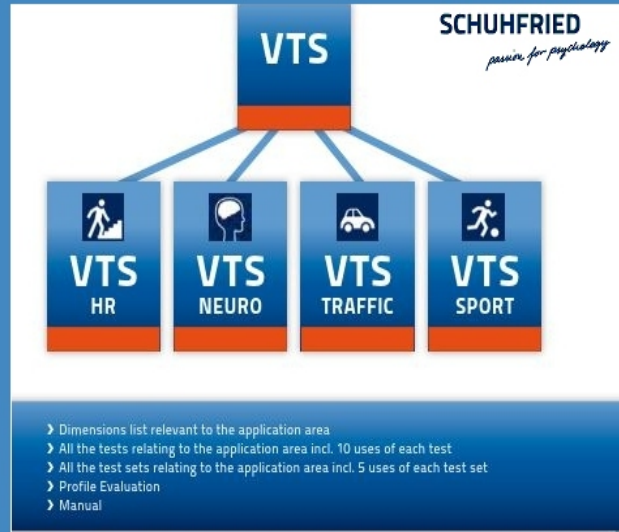 SCHUHFRIED
passion for psychology
VTS
VTS
HR
VTS
NEURO
VTS
TRAFFIC
VTS
SPORT
❯ Dimensions list relevant to the application area
❯ All the tests relating to the application area incl. 10 uses of each test
❯ All the test sets relating to the application area incl. 5 uses of each test set
❯ Profile Evaluation
❯ Manual